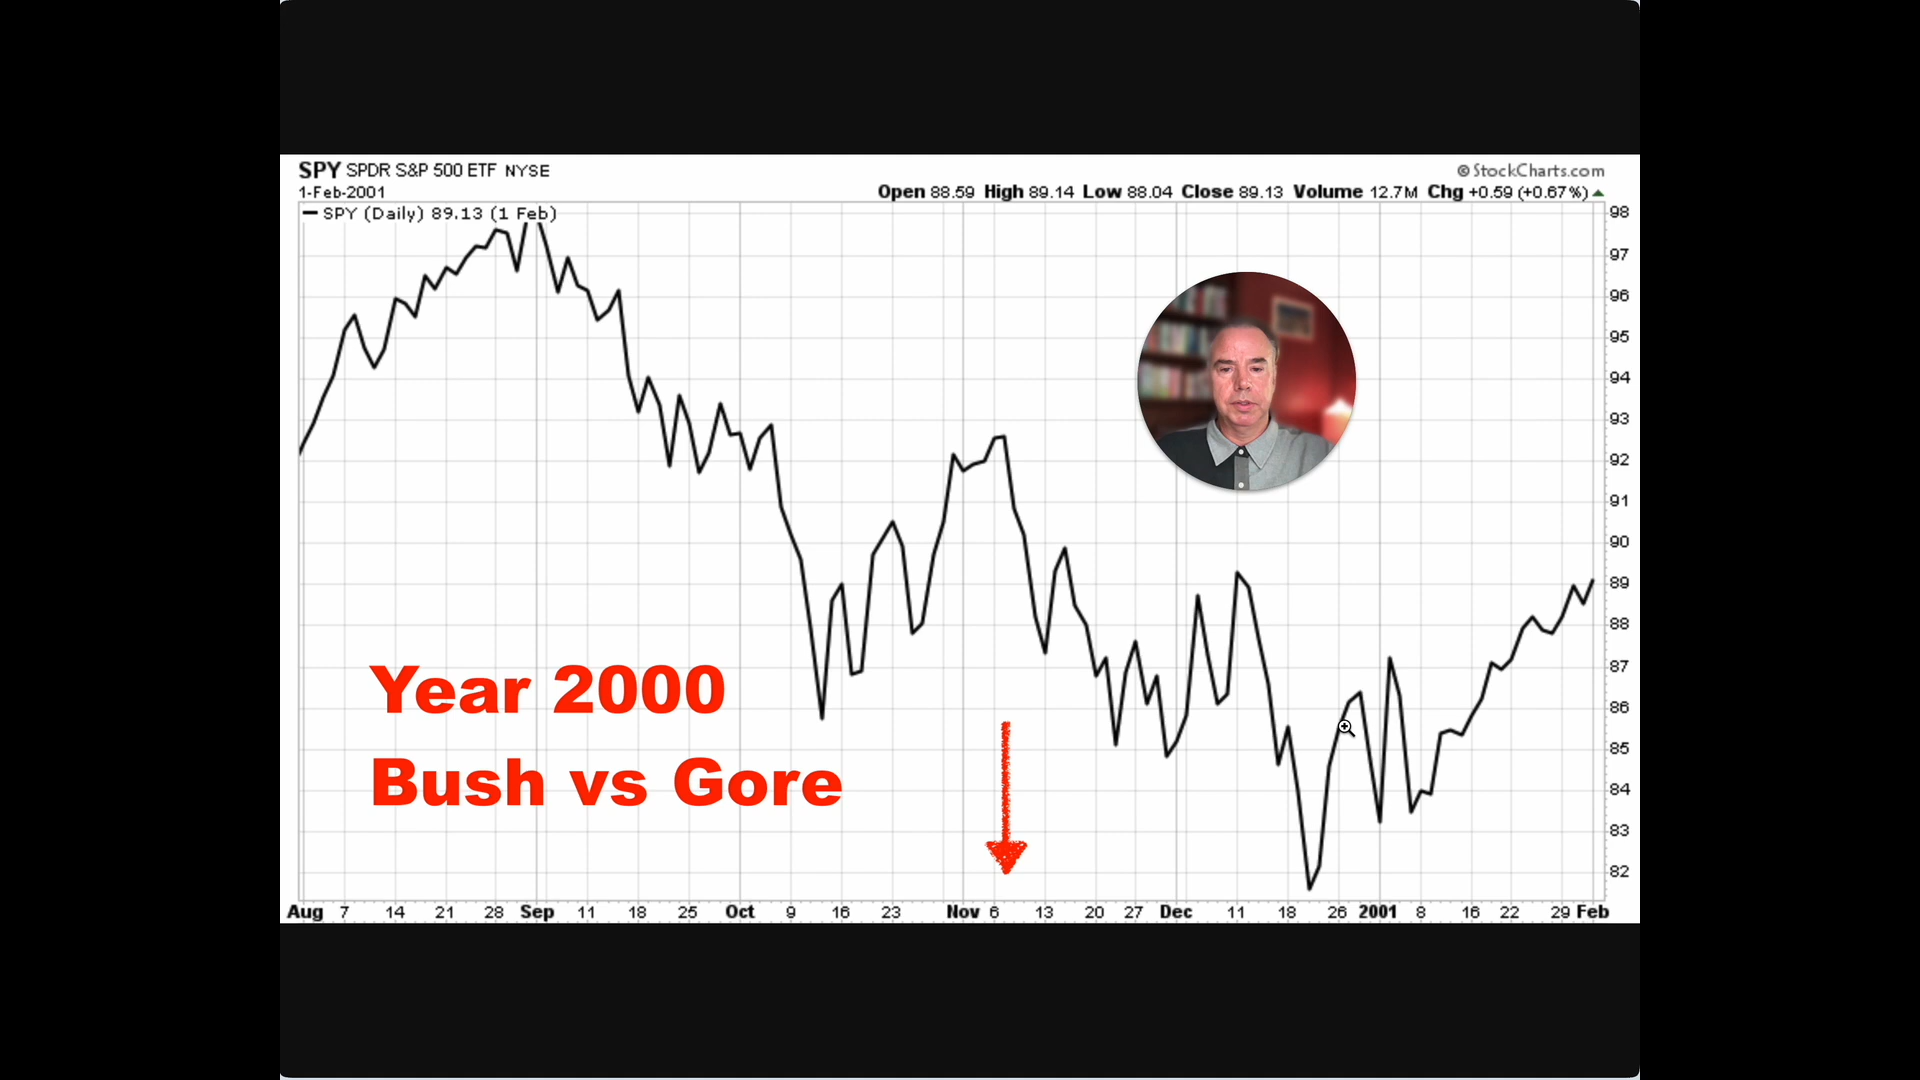 SPY SPDR S&P 500 ETF NYSE
© StockCharts.com
1-Feb-2001
Open 88.59 High 89.14 Low 88.04 Close 89.13 Volume 12.7M Chg +0.59 (+0.67%)
SPY (Daily) 89.13 (1 Feb)
98
97
96
95
94
93
92
91
90
89
88
87
86
85
84
83
82
Year 2000
Bush vs Gore
Aug 7 14 21 28 Sep 11 18 25 Oct 9 16 23 Nov 6 13 20 27 Dec 11 18 26 2001 8 16 22 29 Feb